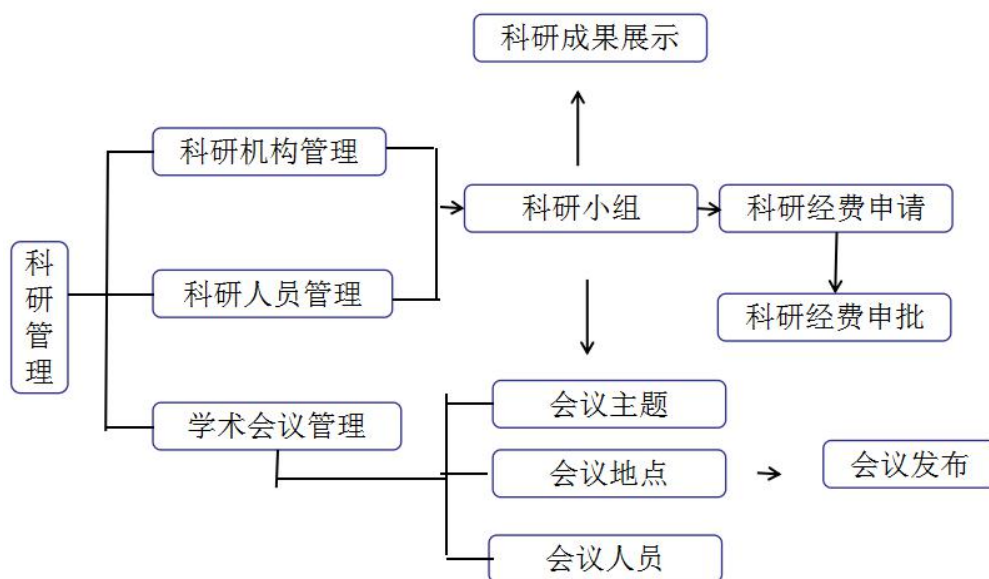 科研成果展示
科研机构管理
科研小组
科研经费申请
科研管理
科研人员管理
科研经费申批
会议主题
学术会议管理
会议地点
会议发布
会议人员